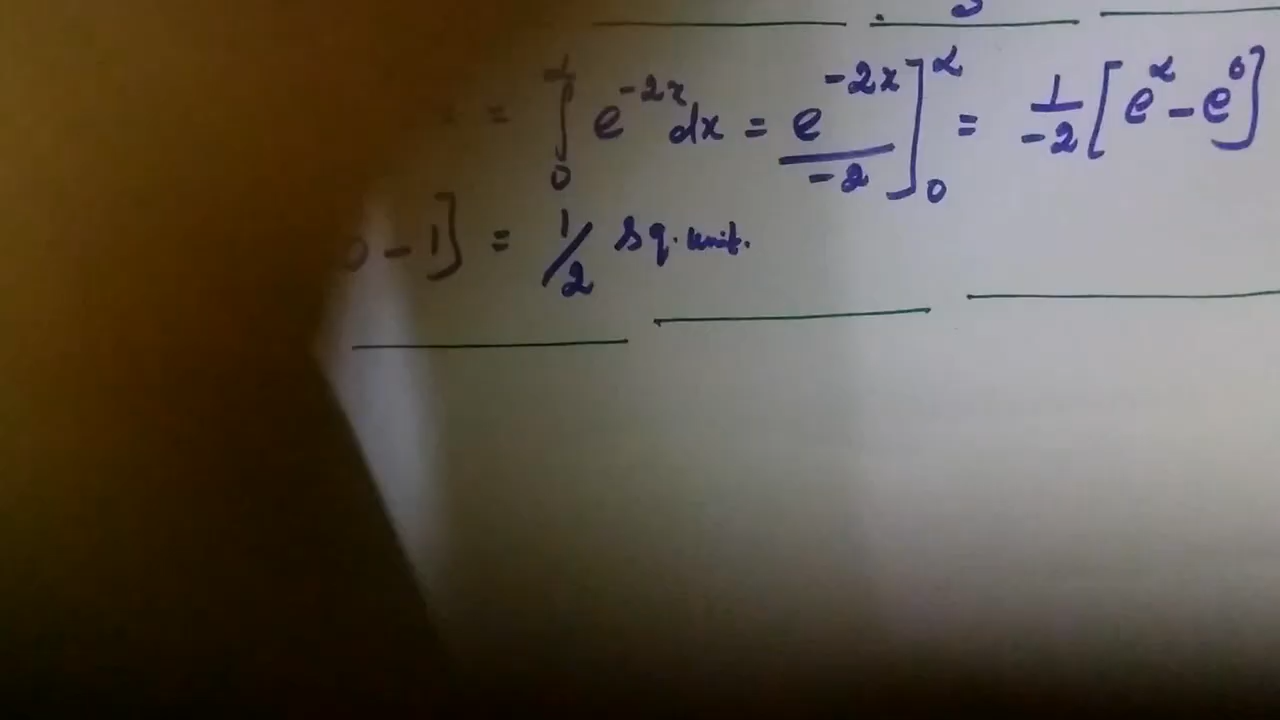 = ∫₀^α e^{-2x} dx = e^{-2x}/-2 ]₀^α = 1/-2 [e^α - e^0]
0 - 1] = 1/2 sq. unit.